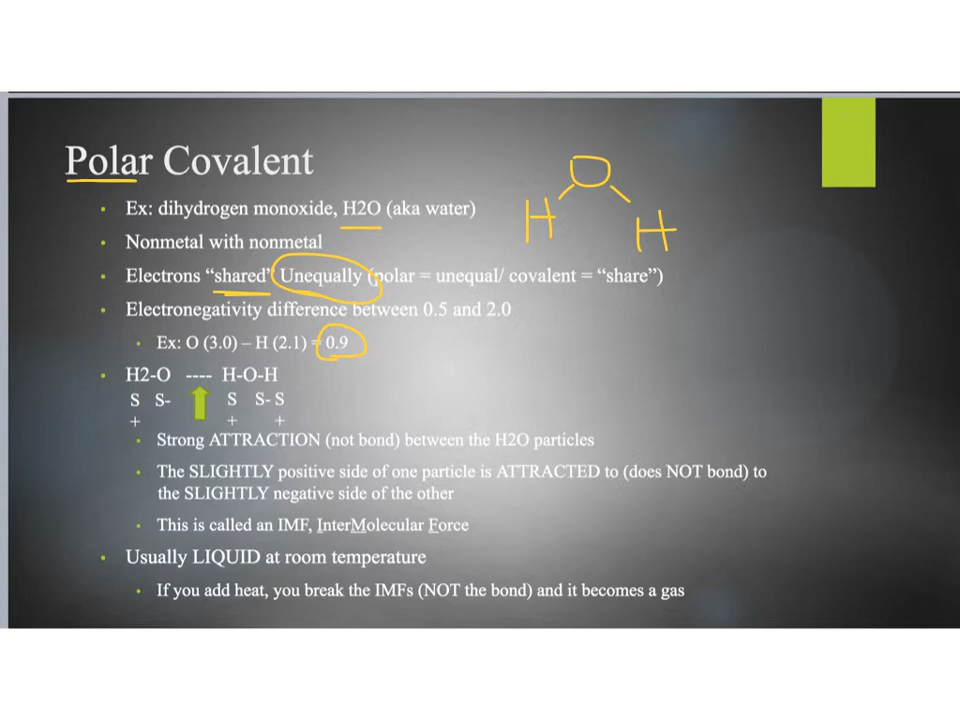 Polar Covalent
O
H
H
• Ex: dihydrogen monoxide, H2O (aka water)
• Nonmetal with nonmetal
• Electrons “shared” Unequally (polar = unequal/ covalent = “share”)
• Electronegativity difference between 0.5 and 2.0
• Ex: O (3.0) – H (2.1) = 0.9
• H2-O ---- H-O-H
S S- S S- S
+ + +
• Strong ATTRACTION (not bond) between the H2O particles
• The SLIGHTLY positive side of one particle is ATTRACTED to (does NOT bond) to
the SLIGHTLY negative side of the other
• This is called an IMF, InterMolecular Force
• Usually LIQUID at room temperature
• If you add heat, you break the IMFs (NOT the bond) and it becomes a gas